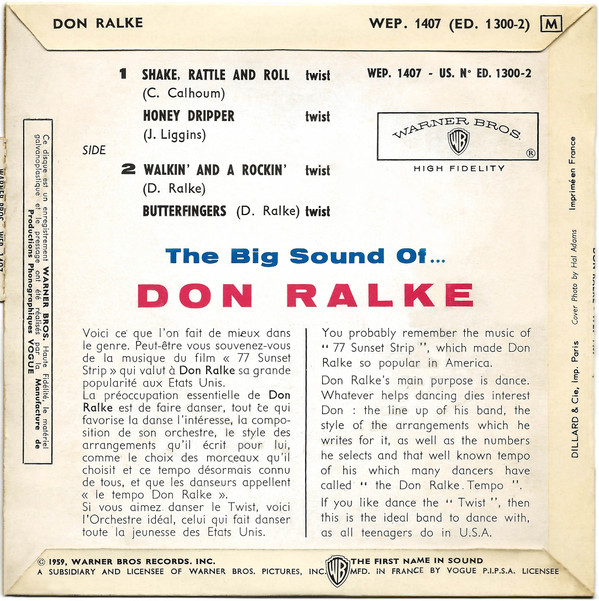 DON RALKE
WEP. 1407 (ED. 1300-2) M
1 SHAKE, RATTLE AND ROLL twist
(C. Calhoum)
HONEY DRIPPER twist
(J. Liggins)
SIDE
2 WALKIN' AND A ROCKIN' twist
(D. Ralke)
BUTTERFINGERS (D. Ralke) twist
WEP. 1407 - US. N° ED. 1300-2
WARNER BROS.
WB
®
HIGH FIDELITY
The Big Sound Of...
DON RALKE
Voici ce que l'on fait de mieux dans
le genre. Peut-être vous souvenez-vous
de la musique du film « 77 Sunset
Strip » qui valut à Don Ralke sa grande
popularité aux Etats Unis.
La préoccupation essentielle de Don
Ralke est de faire danser, tout ce qui
favorise la danse l'intéresse, la compo-
sition de son orchestre, le style des
arrangements qu'il écrit pour lui,
comme le choix des morceaux qu'il
choisit et ce tempo désormais connu
de tous, et que les danseurs appellent
« le tempo Don Ralke ».
Si vous aimez danser le Twist, voici
l'Orchestre idéal, celui qui fait danser
toute la jeunesse des Etats Unis.
You probably remember the music of
" 77 Sunset Strip ", which made Don
Ralke so popular in America.
Don Ralke's main purpose is dance.
Whatever helps dancing dies interest
Don : the line up of his band, the
style of the arrangements which he
writes for it, as well as the numbers
he selects and that well known tempo
of his which many dancers have
called " the Don Ralke Tempo ".
If you like dance the " Twist ", then
this is the ideal band to dance with,
as all teenagers do in U.S.A.
Ce disque est un enregistrement WARNER BROS. Haute Fidélité, le matériel
galvanoplastique et le pressage ont été réalisés par la Manufacture de
Productions Phonographiques VOGUE
DILLARD & Cie, Imp. Paris Cover Photo by Hal Adams Imprimé en France
WARNER BROS. WEP. 1407
© 1959, WARNER BROS RECORDS. INC. WB THE FIRST NAME IN SOUND
A SUBSIDIARY AND LICENSEE OF WARNER BROS. PICTURES, INC. MFD. IN FRANCE BY VOGUE P.I.P.S.A. LICENSEE